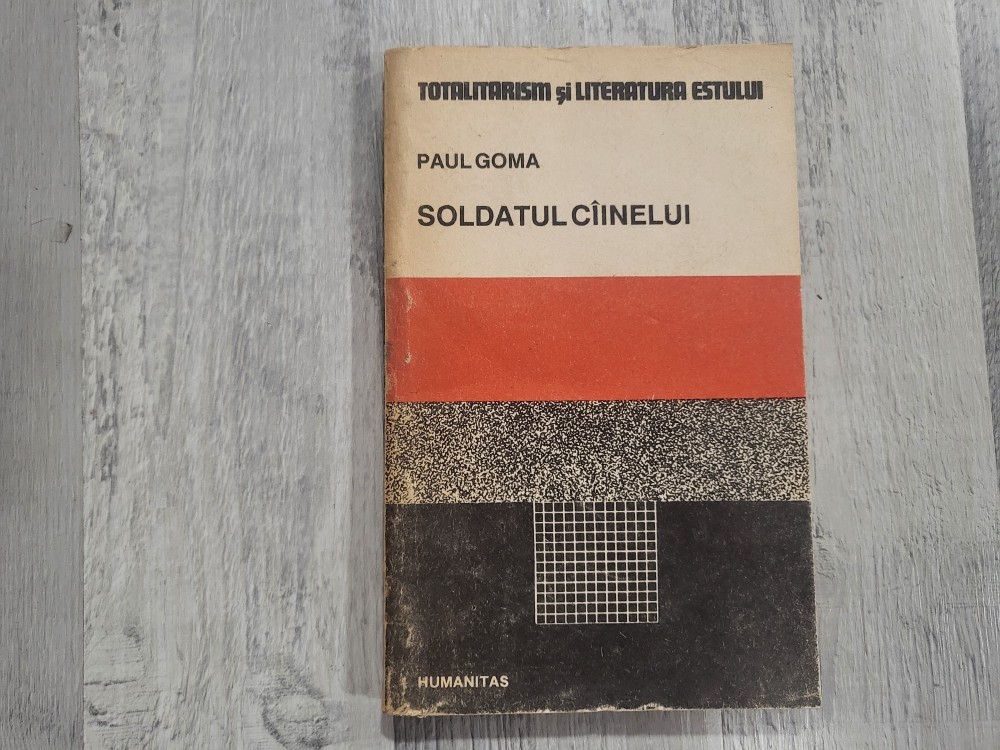 TOTALITARISM şi LITERATURA ESTULUI
PAUL GOMA
SOLDATUL CÎINELUI
HUMANITAS